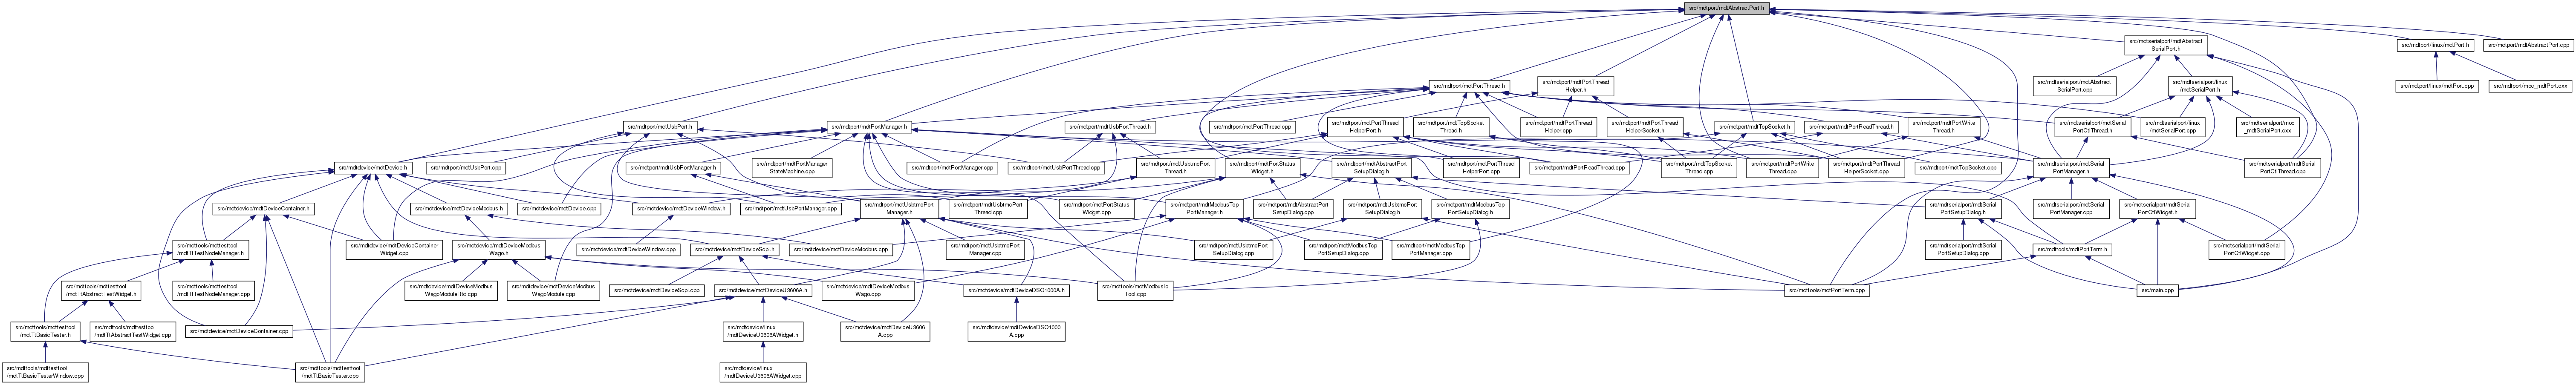 src/mdtport/mdtAbstractPort.h
src/mdtserialport/mdtAbstract
SerialPort.h
src/mdtport/linux/mdtPort.h
src/mdtport/mdtAbstractPort.cpp
src/mdtport/mdtPortThread.h
src/mdtport/mdtPortThread
Helper.h
src/mdtserialport/mdtAbstract
SerialPort.cpp
src/mdtserialport/linux
/mdtSerialPort.h
src/mdtport/linux/mdtPort.cpp
src/mdtport/moc_mdtPort.cxx
src/mdtport/mdtUsbPort.h
src/mdtport/mdtPortManager.h
src/mdtport/mdtUsbPortThread.h
src/mdtport/mdtPortThread.cpp
src/mdtport/mdtPortThread
HelperPort.h
src/mdtport/mdtTcpSocket
Thread.h
src/mdtport/mdtPortThread
Helper.cpp
src/mdtport/mdtPortThread
HelperSocket.h
src/mdtport/mdtTcpSocket.h
src/mdtport/mdtPortReadThread.h
src/mdtport/mdtPortWrite
Thread.h
src/mdtserialport/mdtSerial
PortCtlThread.h
src/mdtserialport/linux
/mdtSerialPort.cpp
src/mdtserialport/moc
_mdtSerialPort.cxx
src/mdtdevice/mdtDevice.h
src/mdtport/mdtUsbPort.cpp
src/mdtport/mdtUsbPortManager.h
src/mdtport/mdtPortManager
StateMachine.cpp
src/mdtport/mdtPortManager.cpp
src/mdtport/mdtUsbPortThread.cpp
src/mdtport/mdtUsbtmcPort
Thread.h
src/mdtport/mdtPortStatus
Widget.h
src/mdtport/mdtAbstractPort
SetupDialog.h
src/mdtport/mdtPortThread
HelperPort.cpp
src/mdtport/mdtPortReadThread.cpp
src/mdtport/mdtTcpSocket
Thread.cpp
src/mdtport/mdtPortWrite
Thread.cpp
src/mdtport/mdtPortThread
HelperSocket.cpp
src/mdtport/mdtTcpSocket.cpp
src/mdtserialport/mdtSerial
PortManager.h
src/mdtserialport/mdtSerial
PortCtlThread.cpp
src/mdtdevice/mdtDeviceContainer.h
src/mdtdevice/mdtDeviceModbus.h
src/mdtdevice/mdtDevice.cpp
src/mdtdevice/mdtDeviceWindow.h
src/mdtport/mdtUsbPortManager.cpp
src/mdtport/mdtUsbtmcPort
Manager.h
src/mdtport/mdtUsbtmcPort
Thread.cpp
src/mdtport/mdtPortStatus
Widget.cpp
src/mdtport/mdtModbusTcp
PortManager.h
src/mdtport/mdtAbstractPort
SetupDialog.cpp
src/mdtport/mdtUsbtmcPort
SetupDialog.h
src/mdtport/mdtModbusTcp
PortSetupDialog.h
src/mdtserialport/mdtSerial
PortSetupDialog.h
src/mdtserialport/mdtSerial
PortManager.cpp
src/mdtserialport/mdtSerial
PortCtlWidget.h
src/mdttools/mdttesttool
/mdtTtTestNodeManager.h
src/mdtdevice/mdtDeviceContainer
Widget.cpp
src/mdtdevice/mdtDeviceModbus
Wago.h
src/mdtdevice/mdtDeviceWindow.cpp
src/mdtdevice/mdtDeviceScpi.h
src/mdtdevice/mdtDeviceModbus.cpp
src/mdtport/mdtUsbtmcPort
Manager.cpp
src/mdtport/mdtUsbtmcPort
SetupDialog.cpp
src/mdtport/mdtModbusTcp
PortSetupDialog.cpp
src/mdtport/mdtModbusTcp
PortManager.cpp
src/mdtserialport/mdtSerial
PortSetupDialog.cpp
src/mdttools/mdtPortTerm.h
src/mdtserialport/mdtSerial
PortCtlWidget.cpp
src/mdttools/mdttesttool
/mdtTtAbstractTestWidget.h
src/mdttools/mdttesttool
/mdtTtTestNodeManager.cpp
src/mdtdevice/mdtDeviceModbus
WagoModuleRtd.cpp
src/mdtdevice/mdtDeviceModbus
WagoModule.cpp
src/mdtdevice/mdtDeviceScpi.cpp
src/mdtdevice/mdtDeviceU3606A.h
src/mdtdevice/mdtDeviceModbus
Wago.cpp
src/mdtdevice/mdtDeviceDSO1000A.h
src/mdttools/mdtModbusIo
Tool.cpp
src/mdttools/mdtPortTerm.cpp
src/main.cpp
src/mdttools/mdttesttool
/mdtTtBasicTester.h
src/mdttools/mdttesttool
/mdtTtAbstractTestWidget.cpp
src/mdtdevice/mdtDeviceContainer.cpp
src/mdtdevice/linux
/mdtDeviceU3606AWidget.h
src/mdtdevice/mdtDeviceU3606
A.cpp
src/mdtdevice/mdtDeviceDSO1000
A.cpp
src/mdttools/mdttesttool
/mdtTtBasicTesterWindow.cpp
src/mdttools/mdttesttool
/mdtTtBasicTester.cpp
src/mdtdevice/linux
/mdtDeviceU3606AWidget.cpp